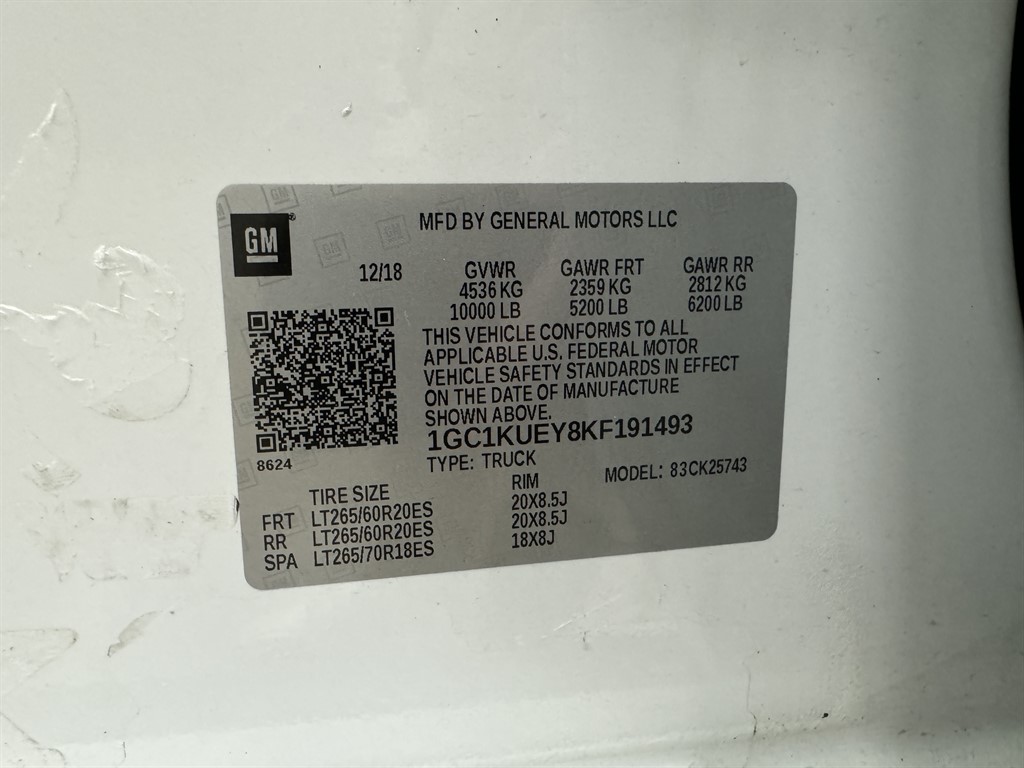 GM
MFD BY GENERAL MOTORS LLC
12/18 GVWR GAWR FRT GAWR RR
4536 KG 2359 KG 2812 KG
10000 LB 5200 LB 6200 LB
THIS VEHICLE CONFORMS TO ALL
APPLICABLE U.S. FEDERAL MOTOR
VEHICLE SAFETY STANDARDS IN EFFECT
ON THE DATE OF MANUFACTURE
SHOWN ABOVE.
1GC1KUEY8KF191493
8624
TYPE: TRUCK MODEL: 83CK25743
TIRE SIZE RIM
FRT LT265/60R20ES 20X8.5J
RR LT265/60R20ES 20X8.5J
SPA LT265/70R18ES 18X8J